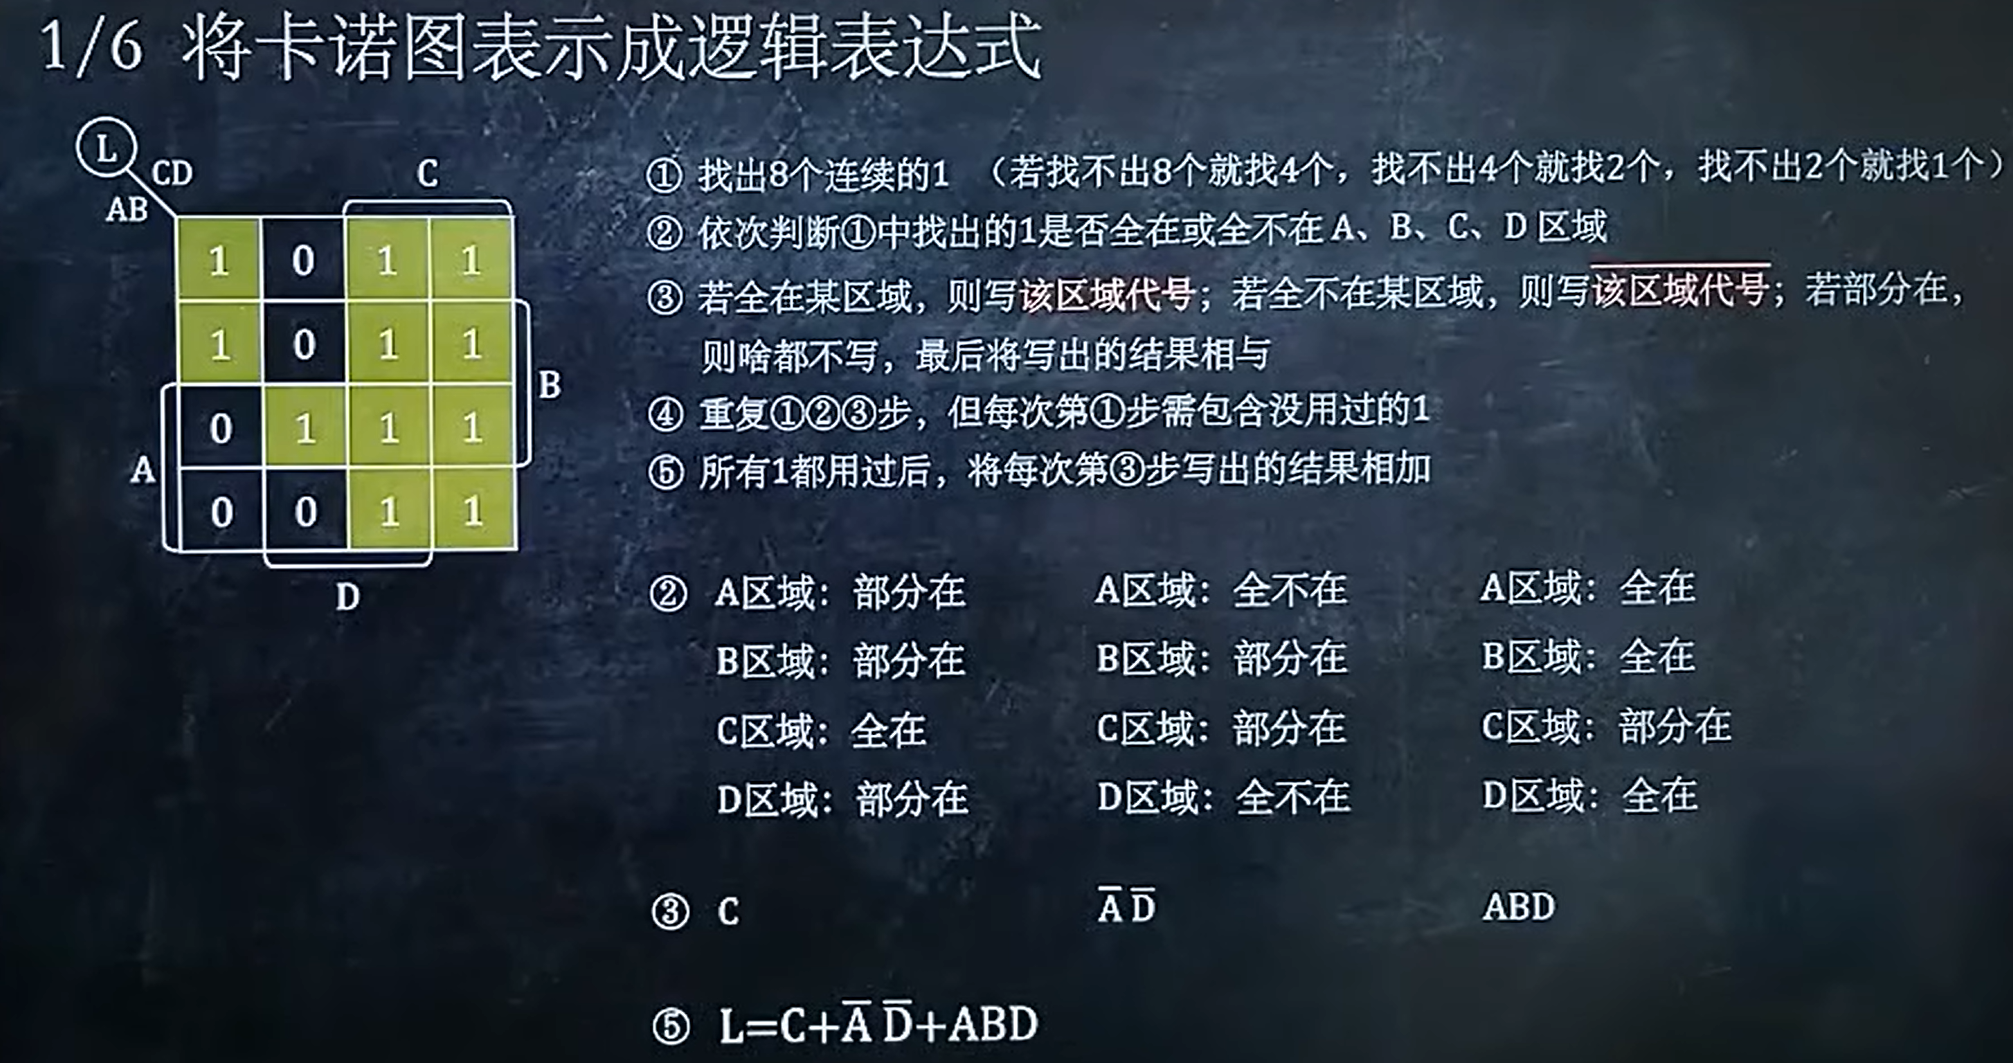 1/6 将卡诺图表示成逻辑表达式
L
CD
AB
C
1 0 1 1
1 0 1 1
B
0 1 1 1
A
0 0 1 1
D
① 找出8个连续的1 （若找不出8个就找4个，找不出4个就找2个，找不出2个就找1个）
② 依次判断①中找出的1是否全在或全不在 A、B、C、D 区域
③ 若全在某区域，则写该区域代号；若全不在某区域，则写该区域代号；若部分在，
则啥都不写，最后将写出的结果相与
④ 重复①②③步，但每次第①步需包含没用过的1
⑤ 所有1都用过后，将每次第③步写出的结果相加
② A区域：部分在 A区域：全不在 A区域：全在
B区域：部分在 B区域：部分在 B区域：全在
C区域：全在 C区域：部分在 C区域：部分在
D区域：部分在 D区域：全不在 D区域：全在
③ C A̅ D̅ ABD
⑤ L=C+A̅ D̅+ABD